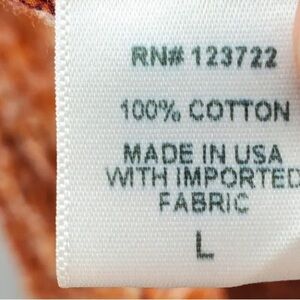 RN# 123722
100% COTTON
MADE IN USA
WITH IMPORTED
FABRIC
L